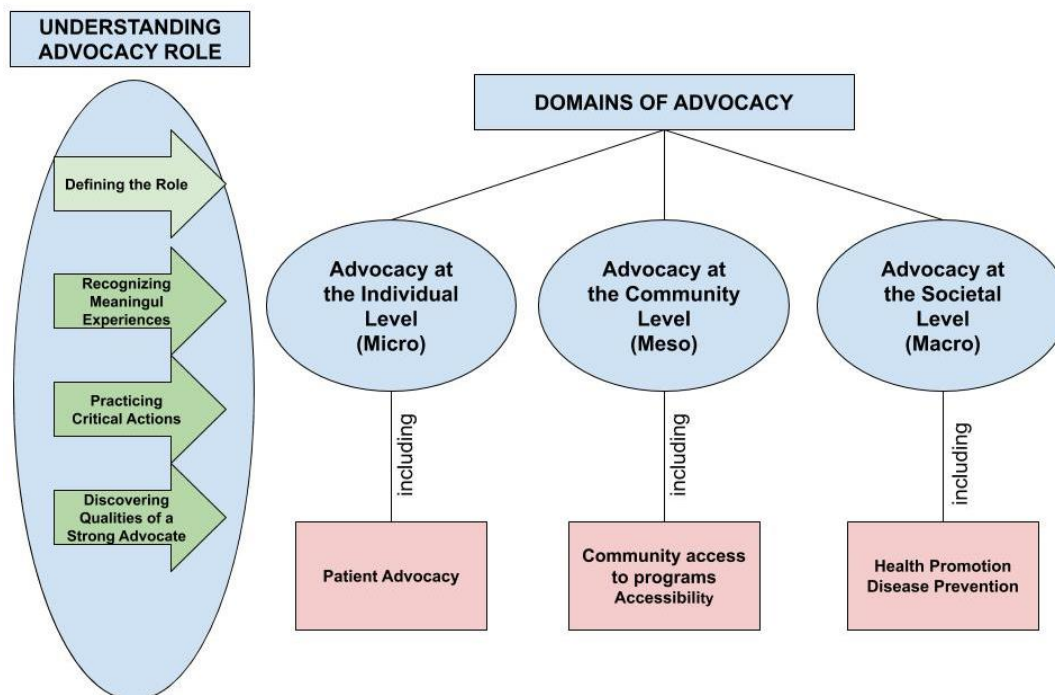 UNDERSTANDING
ADVOCACY ROLE
Defining the Role
Recognizing
Meaningul
Experiences
Practicing
Critical Actions
Discovering
Qualities of a
Strong Advocate
DOMAINS OF ADVOCACY
Advocacy at
the Individual
Level
(Micro)
Advocacy at
the Community
Level
(Meso)
Advocacy at
the Societal
Level
(Macro)
including
including
including
Patient Advocacy
Community access
to programs
Accessibility
Health Promotion
Disease Prevention